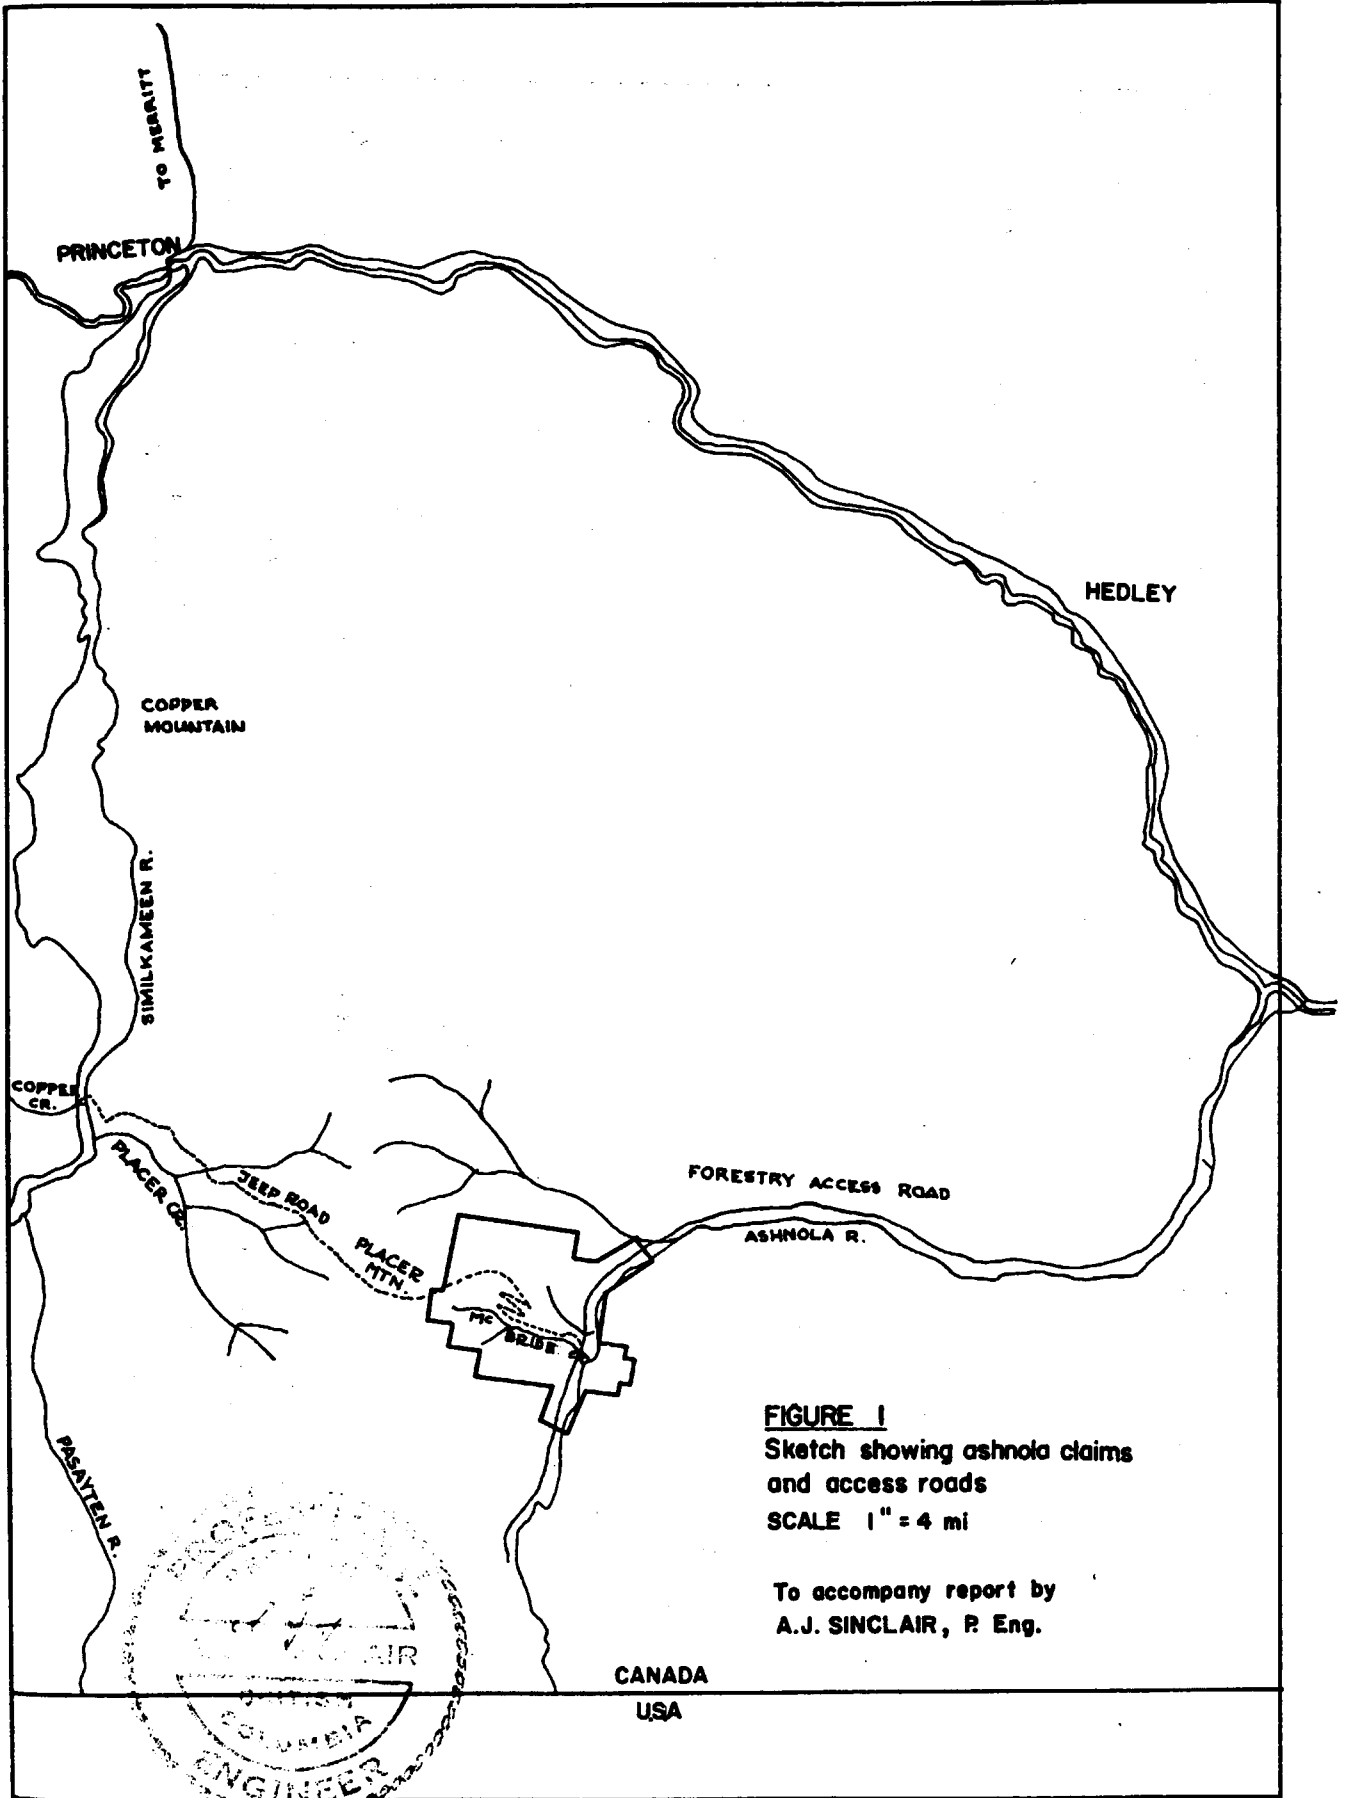 TO MERRITT
PRINCETON
HEDLEY
COPPER
MOUNTAIN
SIMILKAMEEN R.
COPPER
CR.
PLACER CR.
JEEP ROAD
PLACER
MTN.
FORESTRY ACCESS ROAD
ASHNOLA R.
Mc BRIDE CR
PASAYTEN R.
FIGURE 1
Sketch showing ashnola claims
and access roads
SCALE 1" = 4 mi
To accompany report by
A.J. SINCLAIR, P. Eng.
CANADA
U.S.A
COLUMBIA
ENGINEER